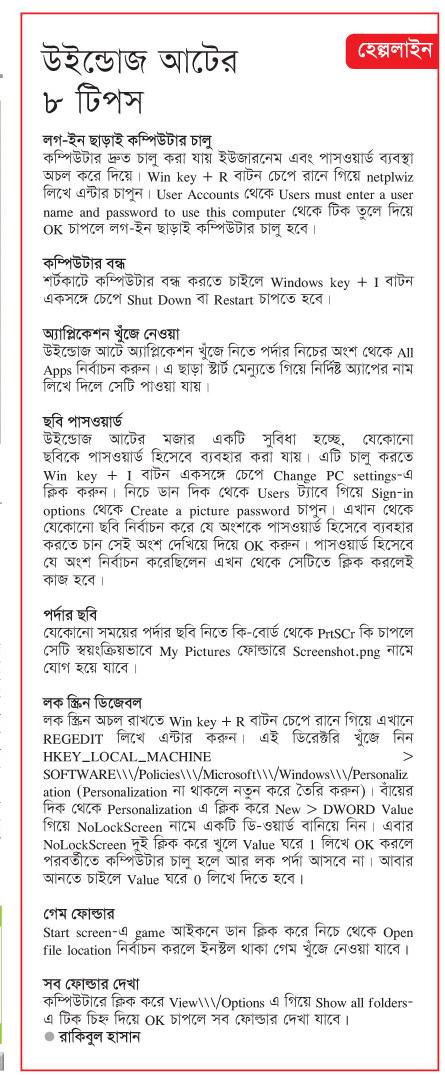 হেল্পলাইন
উইন্ডোজ আটের
৮ টিপস
লগ-ইন ছাড়াই কম্পিউটার চালু
কম্পিউটার দ্রুত চালু করা যায় ইউজারনেম এবং পাসওয়ার্ড ব্যবস্থা
অচল করে দিয়ে। Win key + R বাটন চেপে রানে গিয়ে netplwiz
লিখে এন্টার চাপুন। User Accounts থেকে Users must enter a user
name and password to use this computer থেকে টিক তুলে দিয়ে
OK চাপলে লগ-ইন ছাড়াই কম্পিউটার চালু হবে।
কম্পিউটার বন্ধ
শর্টকাটে কম্পিউটার বন্ধ করতে চাইলে Windows key + I বাটন
একসঙ্গে চেপে Shut Down বা Restart চাপতে হবে।
অ্যাপ্লিকেশন খুঁজে নেওয়া
উইন্ডোজ আটে অ্যাপ্লিকেশন খুঁজে নিতে পর্দার নিচের অংশ থেকে All
Apps নির্বাচন করুন। এ ছাড়া স্টার্ট মেন্যুতে গিয়ে নির্দিষ্ট অ্যাপের নাম
লিখে দিলে সেটি পাওয়া যায়।
ছবি পাসওয়ার্ড
উইন্ডোজ আটের মজার একটি সুবিধা হচ্ছে, যেকোনো
ছবিকে পাসওয়ার্ড হিসেবে ব্যবহার করা যায়। এটি চালু করতে
Win key + I বাটন একসঙ্গে চেপে Change PC settings-এ
ক্লিক করুন। নিচে ডান দিক থেকে Users ট্যাবে গিয়ে Sign-in
options থেকে Create a picture password চাপুন। এখান থেকে
যেকোনো ছবি নির্বাচন করে যে অংশকে পাসওয়ার্ড হিসেবে ব্যবহার
করতে চান সেই অংশ দেখিয়ে দিয়ে OK করুন। পাসওয়ার্ড হিসেবে
যে অংশ নির্বাচন করেছিলেন এখন থেকে সেটিতে ক্লিক করলেই
কাজ হবে।
পর্দার ছবি
যেকোনো সময়ের পর্দার ছবি নিতে কি-বোর্ড থেকে PrtSCr কি চাপলে
সেটি স্বয়ংক্রিয়ভাবে My Pictures ফোল্ডারে Screenshot.png নামে
যোগ হয়ে যাবে।
লক স্ক্রিন ডিজেবল
লক স্ক্রিন অচল রাখতে Win key + R বাটন চেপে রানে গিয়ে এখানে
REGEDIT লিখে এন্টার করুন। এই ডিরেক্টরি খুঁজে নিন
HKEY_LOCAL_MACHINE >
SOFTWARE\\\/Policies\\\/Microsoft\\\/Windows\\\/Personaliz
ation (Personalization না থাকলে নতুন করে তৈরি করুন)। বাঁয়ের
দিক থেকে Personalization এ ক্লিক করে New > DWORD Value
গিয়ে NoLockScreen নামে একটি ডি-ওয়ার্ড বানিয়ে নিন। এবার
NoLockScreen দুই ক্লিক করে খুলে Value ঘরে 1 লিখে OK করলে
পরবর্তীতে কম্পিউটার চালু হলে আর লক পর্দা আসবে না। আবার
আনতে চাইলে Value ঘরে 0 লিখে দিতে হবে।
গেম ফোল্ডার
Start screen-এ game আইকনে ডান ক্লিক করে নিচে থেকে Open
file location নির্বাচন করলে ইনস্টল থাকা গেম খুঁজে নেওয়া যাবে।
সব ফোল্ডার দেখা
কম্পিউটারে ক্লিক করে View\\\/Options এ গিয়ে Show all folders-
এ টিক চিহ্ন দিয়ে OK চাপলে সব ফোল্ডার দেখা যাবে।
● রাকিবুল হাসান